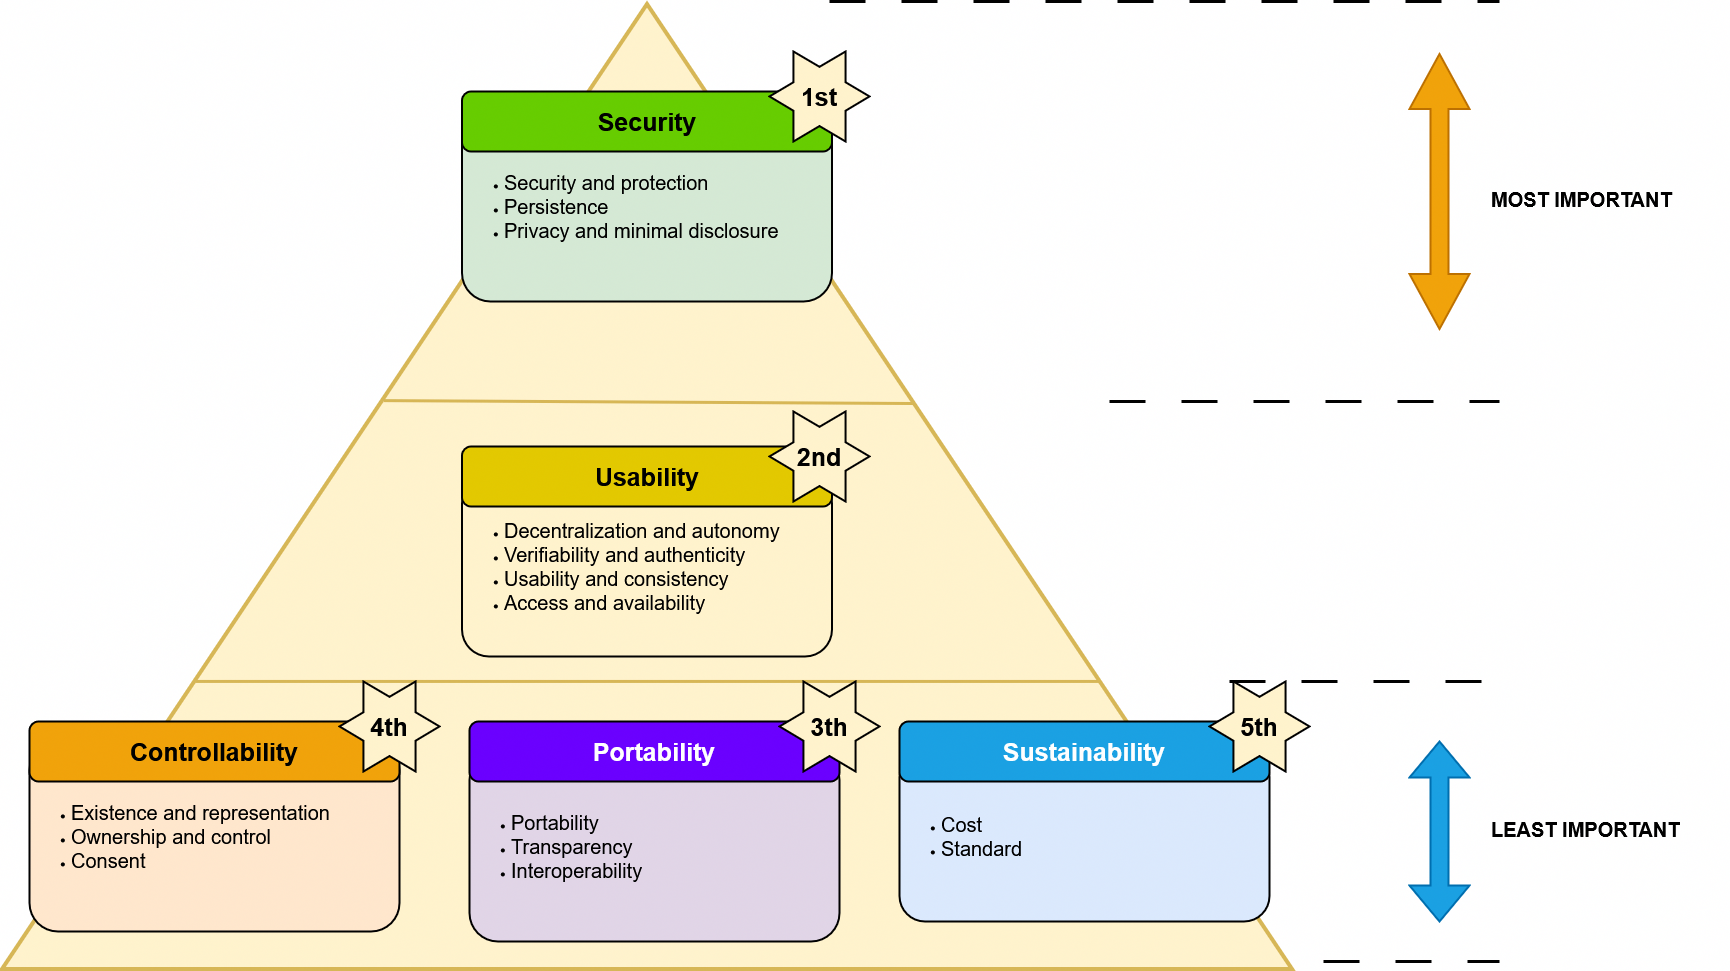 1st
Security
• Security and protection
• Persistence
• Privacy and minimal disclosure
MOST IMPORTANT
2nd
Usability
• Decentralization and autonomy
• Verifiability and authenticity
• Usability and consistency
• Access and availability
4th
Controllability
• Existence and representation
• Ownership and control
• Consent
3th
Portability
• Portability
• Transparency
• Interoperability
5th
Sustainability
• Cost
• Standard
LEAST IMPORTANT